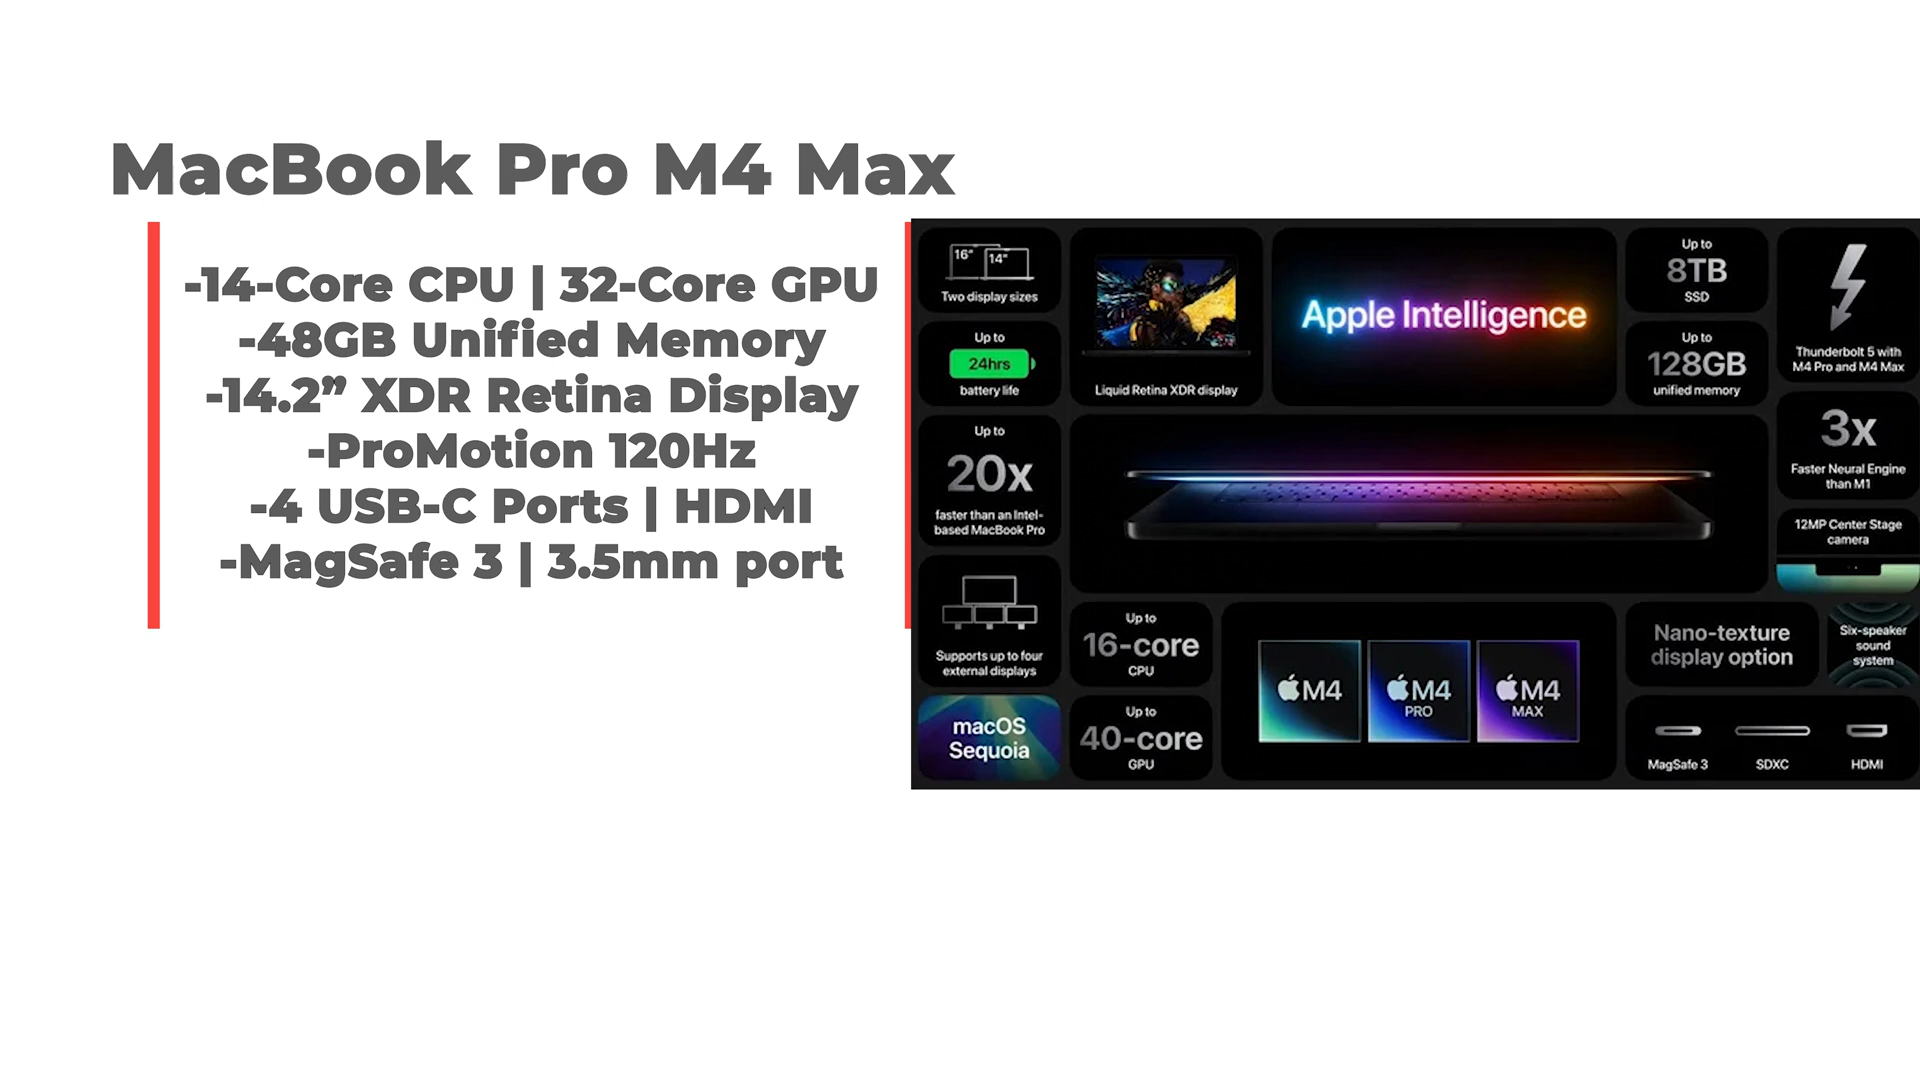 MacBook Pro M4 Max
-14-Core CPU | 32-Core GPU
-48GB Unified Memory
-14.2” XDR Retina Display
-ProMotion 120Hz
-4 USB-C Ports | HDMI
-MagSafe 3 | 3.5mm port
16"
14"
Two display sizes
Up to
24hrs
battery life
Up to
20x
faster than an Intel-
based MacBook Pro
Supports up to four
external displays
macOS
Sequoia
Liquid Retina XDR display
Apple Intelligence
Up to
8TB
SSD
Up to
128GB
unified memory
Thunderbolt 5 with
M4 Pro and M4 Max
3x
Faster Neural Engine
than M1
12MP Center Stage
camera
Up to
16-core
CPU
Up to
40-core
GPU
M4
M4
PRO
M4
MAX
Nano-texture
display option
Six-speaker
sound
system
MagSafe 3
SDXC
HDMI